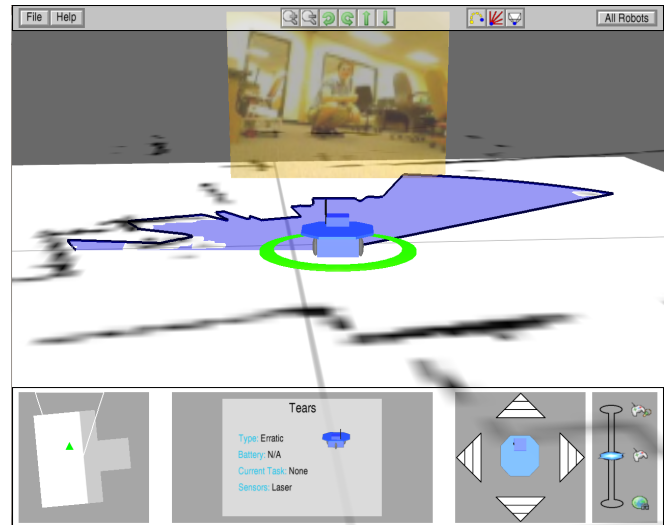 File Help All Robots
Tears
Type: Erratic
Battery: N/A
Current Task: None
Sensors: Laser